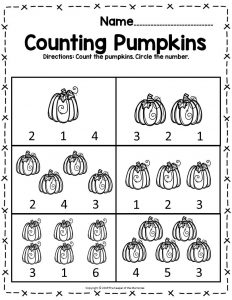 Name
Counting Pumpkins
Directions: Count the pumpkins. Circle the number.
2 1 4
3 2 1
2 4 3
1 2 3
3 1 6
4 5 3